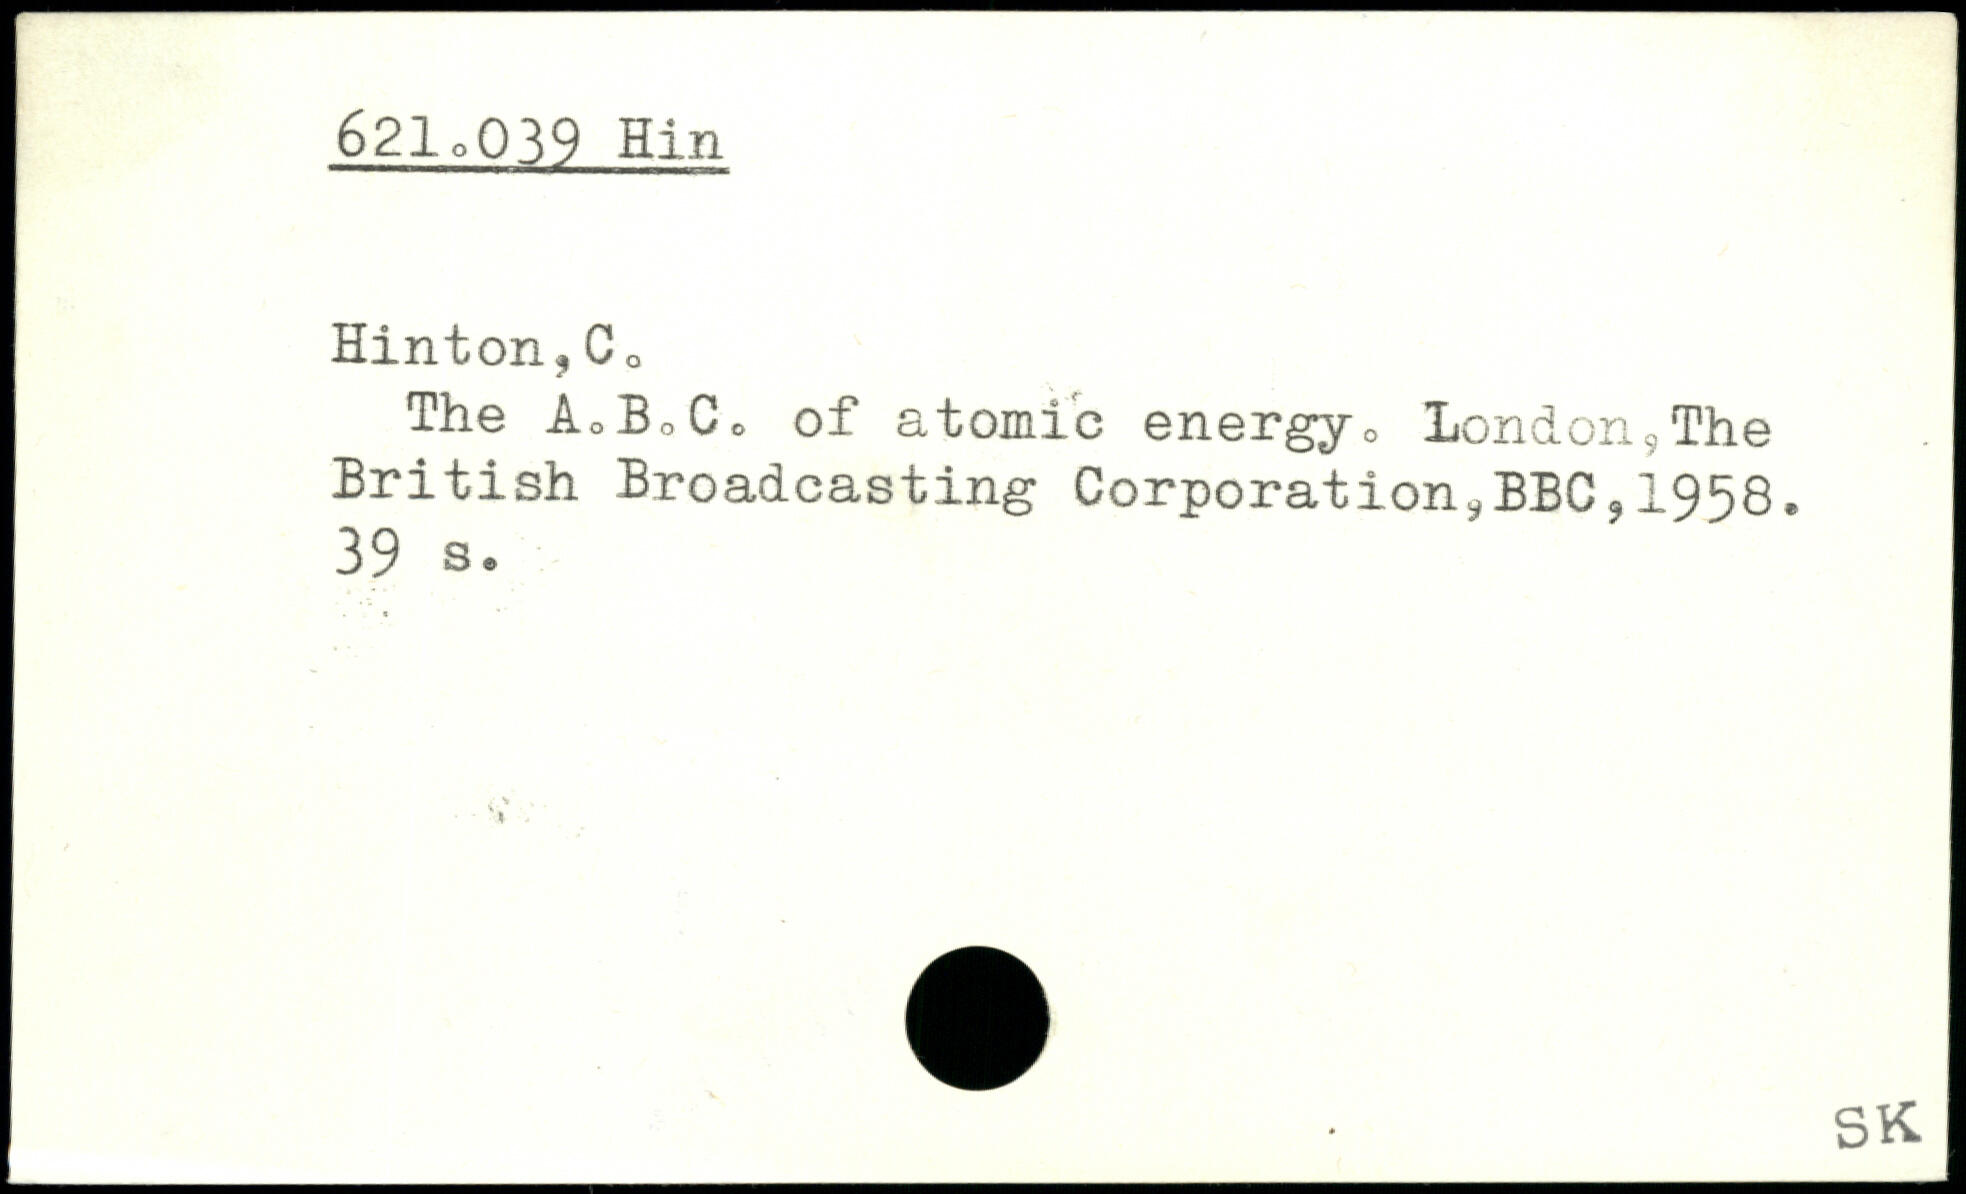 621.039 Hin
Hinton,C.
The A.B.C. of atomic energy. London,The
British Broadcasting Corporation,BBC,1958.
39 s.
SK